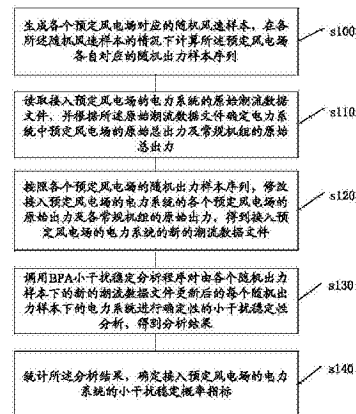 生成各个预定风电场对应的随机风速样本，在各
所述随机风速样本的情况下计算所述预定风电场
各自对应的随机出力样本序列
s100
读取接入预定风电场的电力系统的原始潮流数据
文件，并根据所述原始潮流数据文件确定电力系
统中预定风电场的原始总出力及常规机组的原始
总出力
s110
按照各个预定风电场的随机出力样本序列，修改
接入预定风电场的电力系统的各个预定风电场的
原始出力及各常规机组的原始出力，得到接入预
定风电场的电力系统的新的潮流数据文件
s120
调用BPA小干扰稳定分析程序对由各个随机出力
样本下的新的潮流数据文件更新后的每个随机出
力样本下的电力系统进行确定性的小干扰稳定性
分析，得到分析结果
s130
统计所述分析结果，确定接入预定风电场的电力
系统的小干扰稳定概率指标
s140